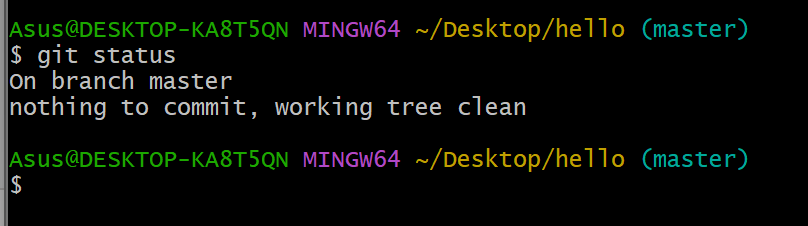 Asus@DESKTOP-KA8T5QN MINGW64 ~/Desktop/hello (master)
$ git status
On branch master
nothing to commit, working tree clean
Asus@DESKTOP-KA8T5QN MINGW64 ~/Desktop/hello (master)
$